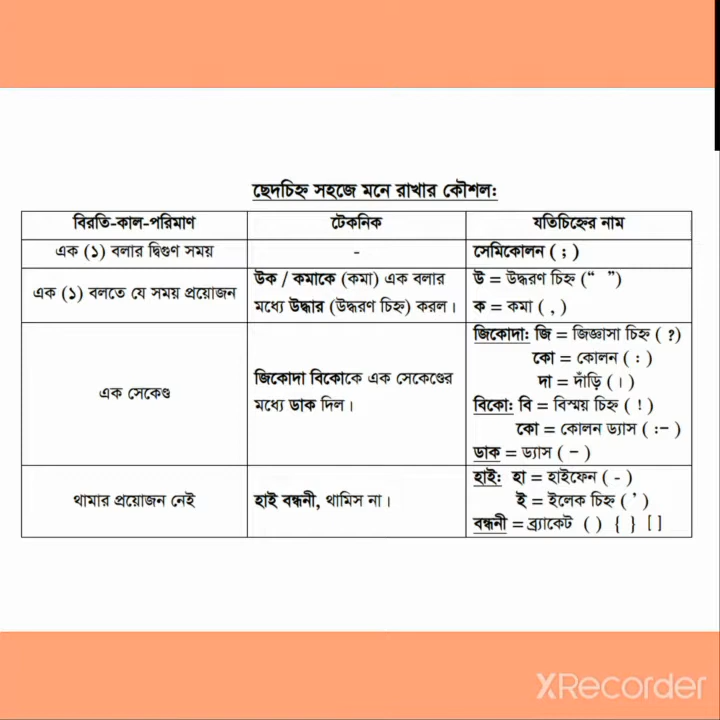 ছেদচিহ্ন সহজে মনে রাখার কৌশল:
বিরতি-কাল-পরিমাণ টেকনিক যতিচিহ্নের নাম
এক (১) বলার দ্বিগুণ সময় - সেমিকোলন ( ; )
এক (১) বলতে যে সময় প্রয়োজন
উক / কমাকে (কমা) এক বলার
মধ্যে উদ্ধার (উদ্ধরণ চিহ্ন) করল।
উ = উদ্ধরণ চিহ্ন (“ ”)
ক = কমা ( , )
এক সেকেণ্ড
জিকোদা বিকোকে এক সেকেণ্ডের
মধ্যে ডাক দিল।
জিকোদা: জি = জিজ্ঞাসা চিহ্ন ( ? )
কো = কোলন ( : )
দা = দাঁড়ি ( । )
বিকো: বি = বিস্ময় চিহ্ন ( ! )
কো = কোলন ড্যাস ( :– )
ডাক = ড্যাস ( – )
থামার প্রয়োজন নেই
হাই বন্ধনী, থামিস না।
হাই: হা = হাইফেন ( - )
ই = ইলেক চিহ্ন ( ’ )
বন্ধনী = ব্র্যাকেট () { } []
XRecorder